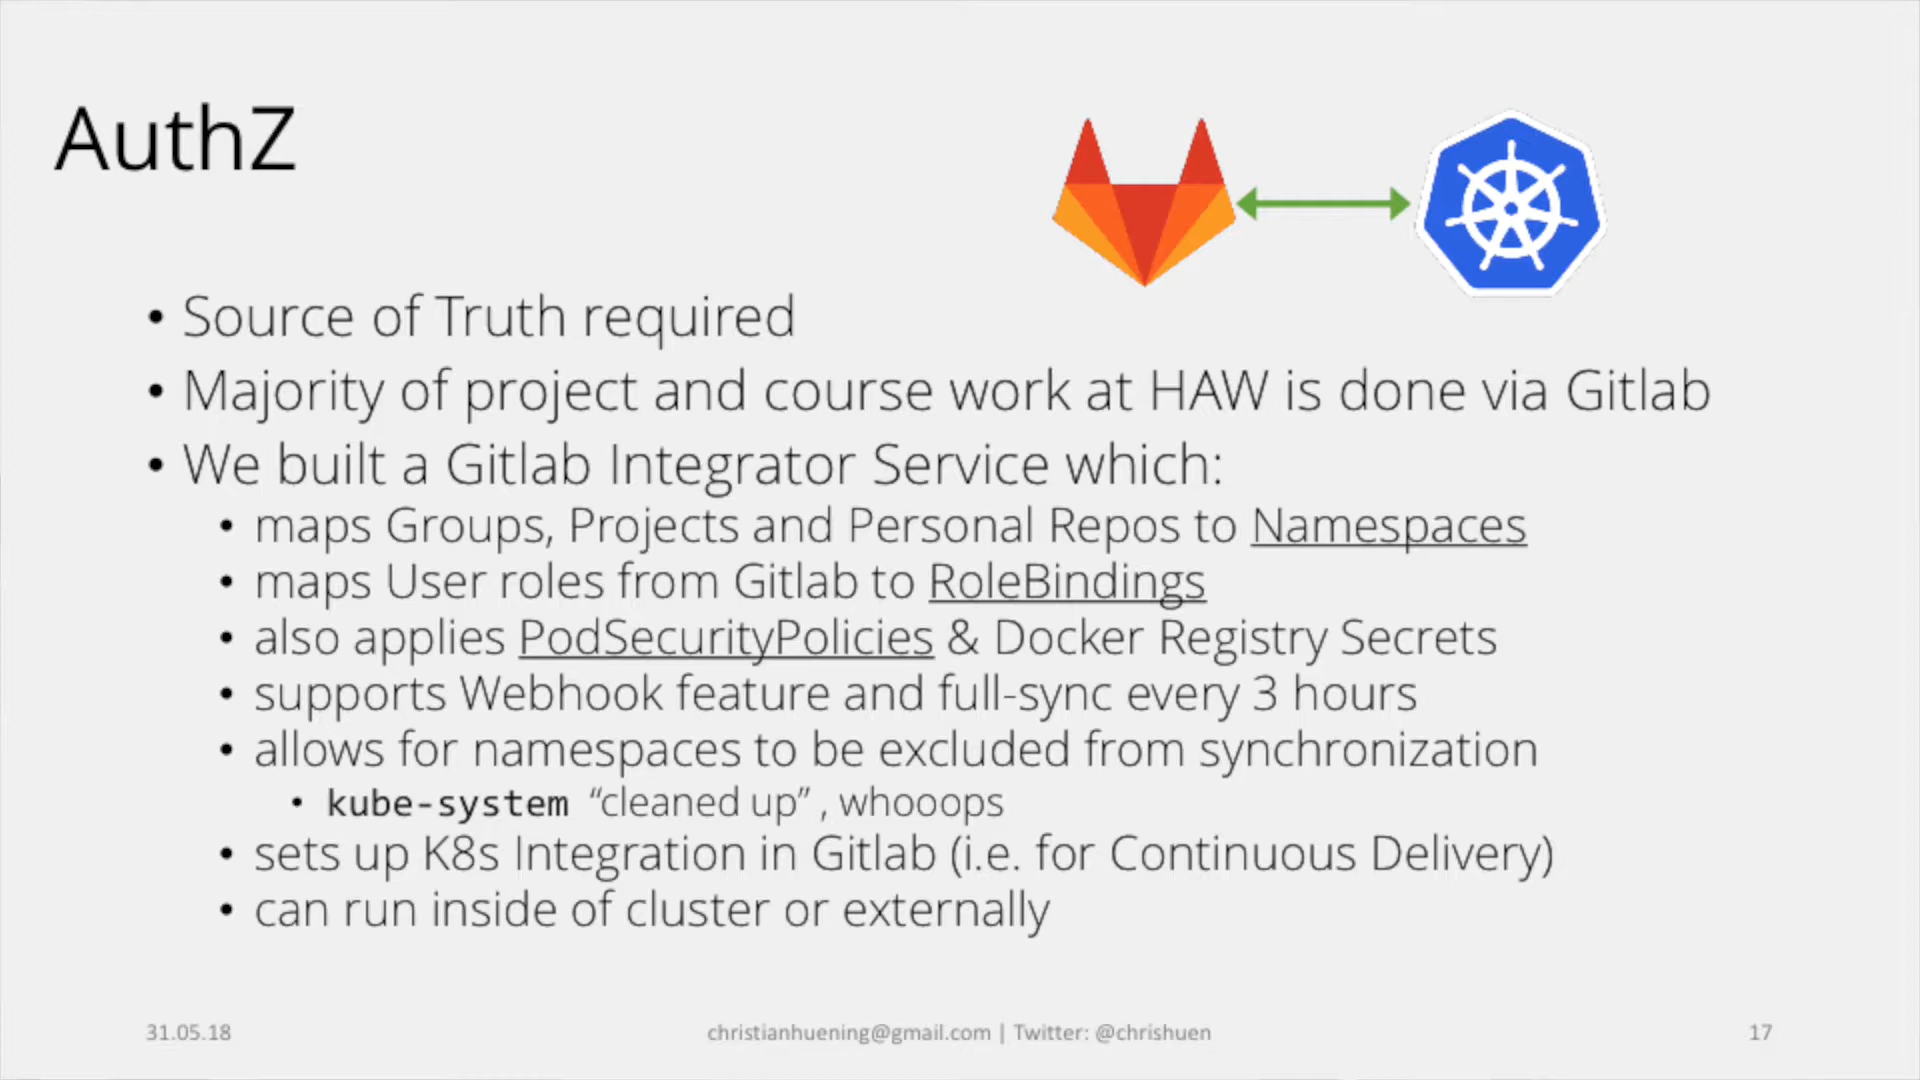 AuthZ
• Source of Truth required
• Majority of project and course work at HAW is done via Gitlab
• We built a Gitlab Integrator Service which:
• maps Groups, Projects and Personal Repos to Namespaces
• maps User roles from Gitlab to RoleBindings
• also applies PodSecurityPolicies & Docker Registry Secrets
• supports Webhook feature and full-sync every 3 hours
• allows for namespaces to be excluded from synchronization
• kube-system “cleaned up” , whooops
• sets up K8s Integration in Gitlab (i.e. for Continuous Delivery)
• can run inside of cluster or externally
31.05.18
christianhuening@gmail.com | Twitter: @chrishuen
17